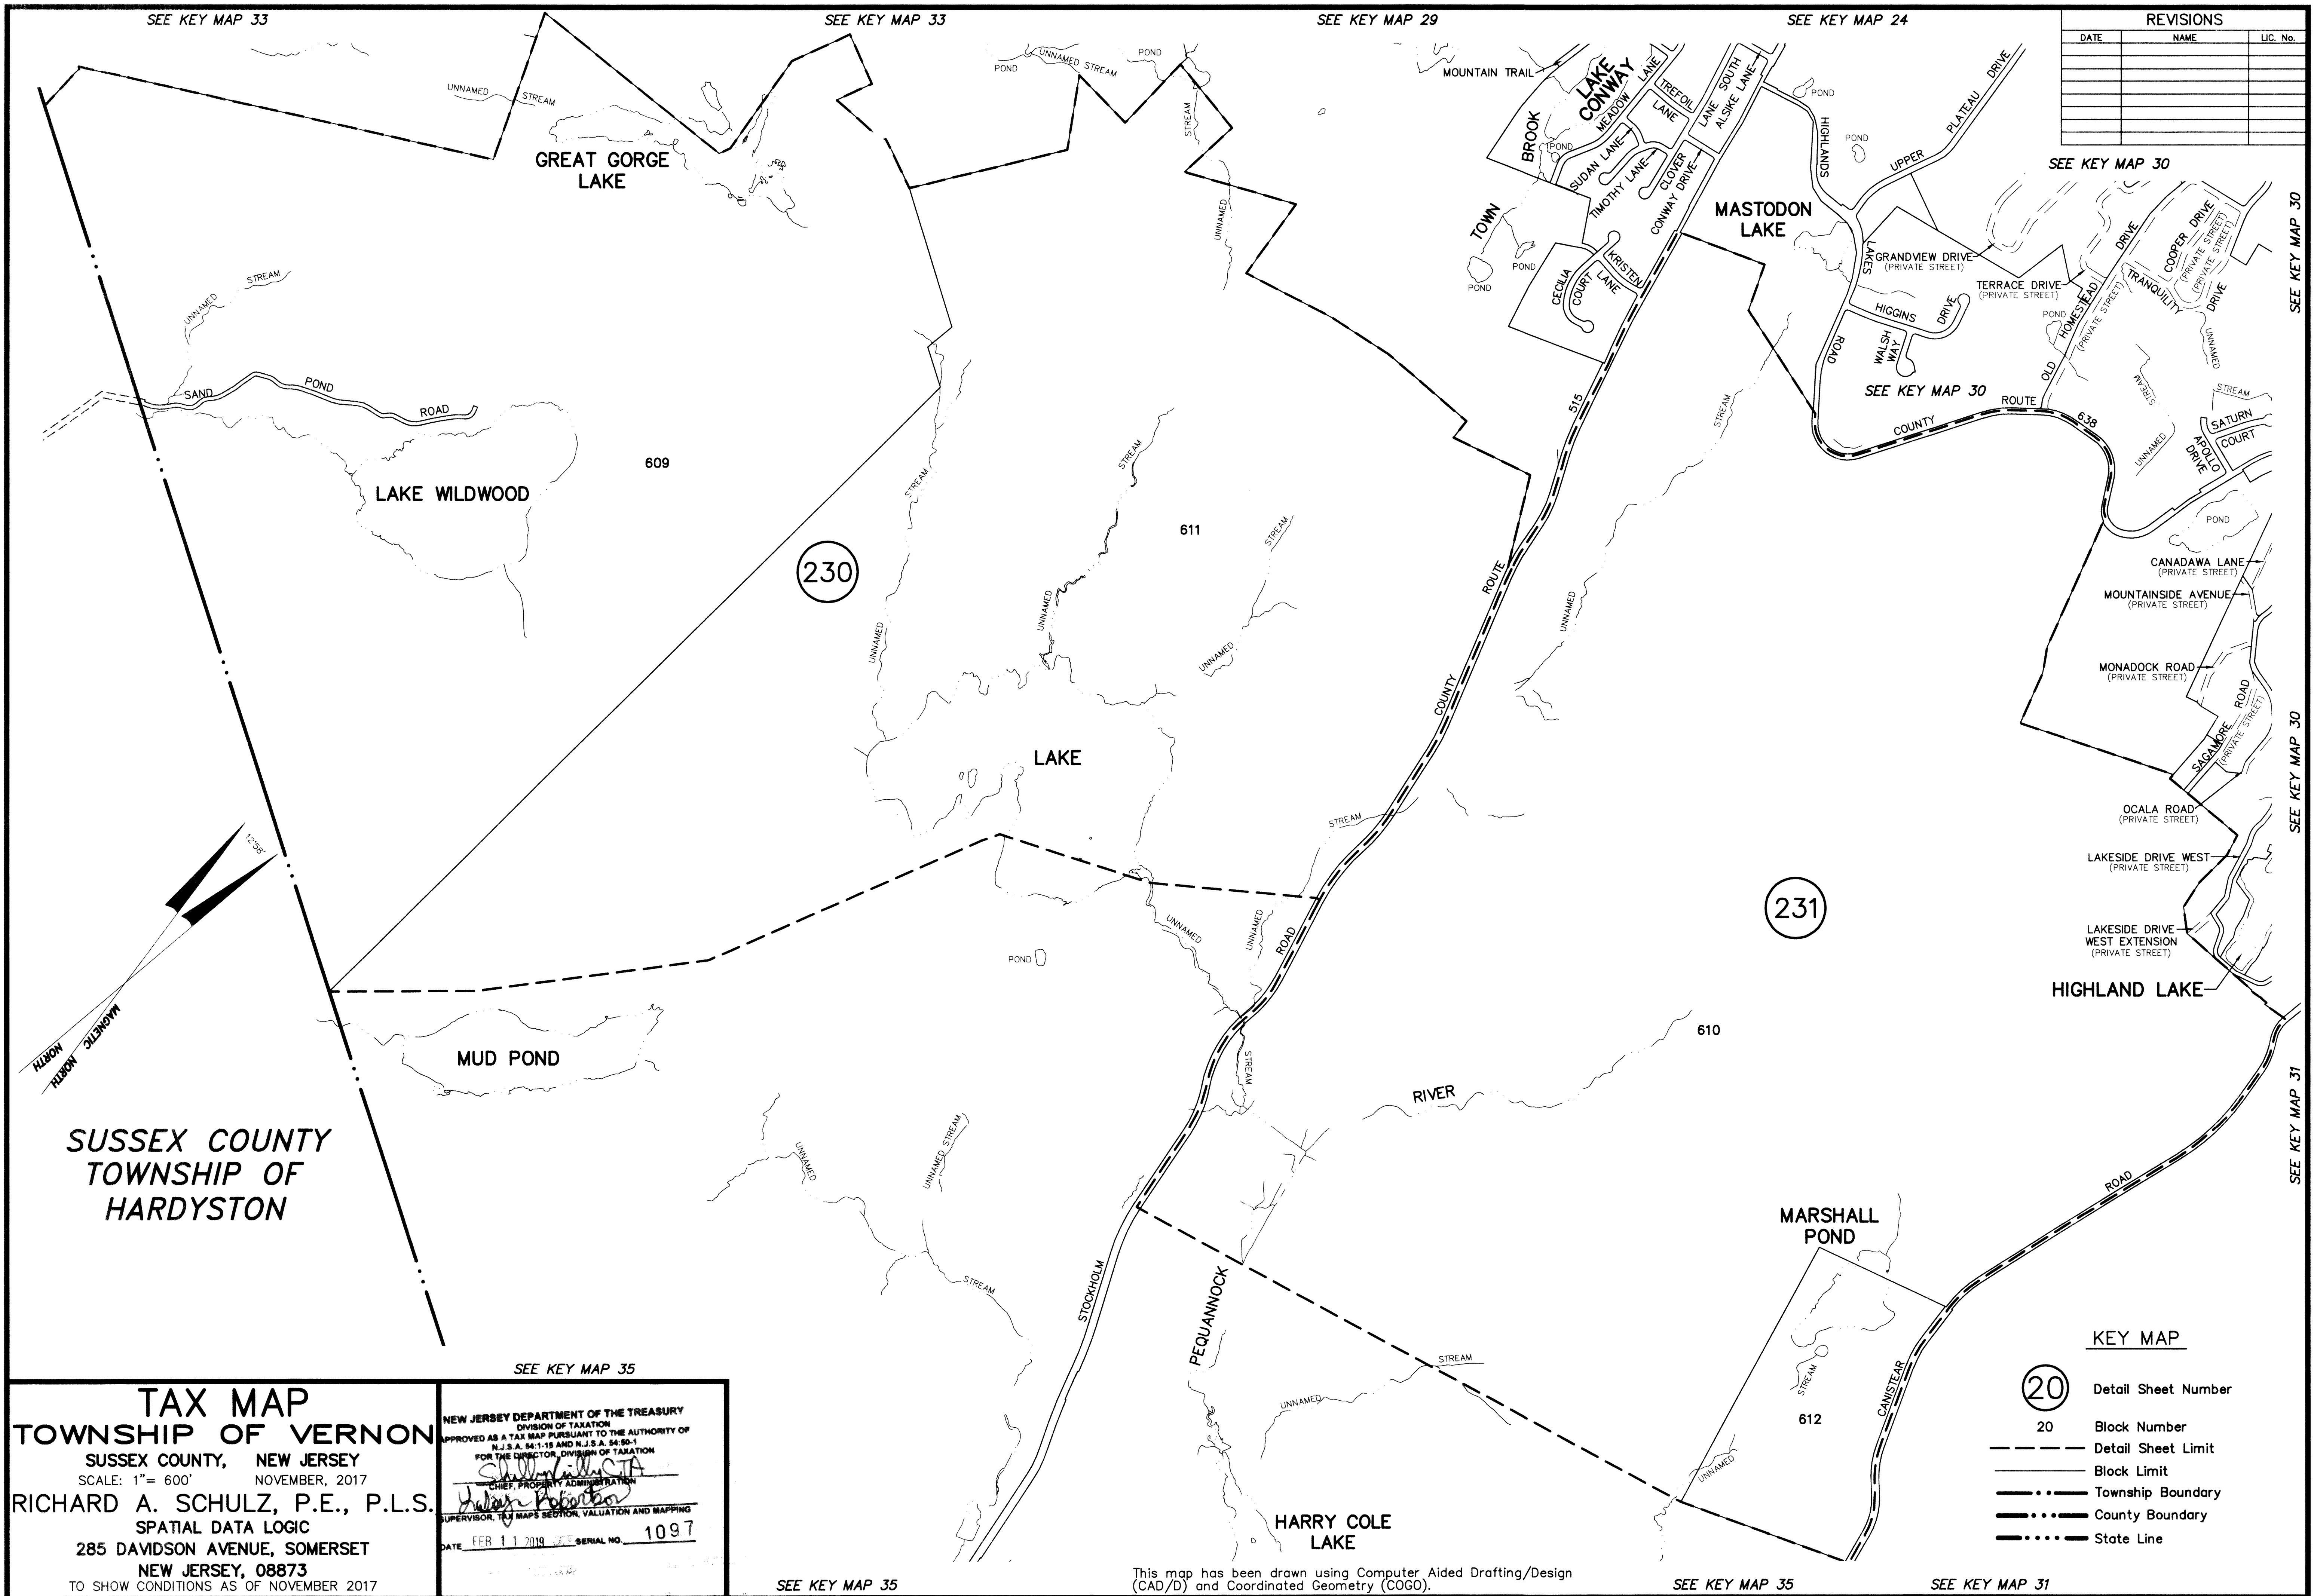 SEE KEY MAP 33
SEE KEY MAP 33
SEE KEY MAP 29
SEE KEY MAP 24
REVISIONS
DATE NAME LIC. No.
SEE KEY MAP 30
SEE KEY MAP 30
UNNAMED STREAM
GREAT GORGE
LAKE
POND
UNNAMED STREAM
POND
STREAM
UNNAMED
MOUNTAIN TRAIL
LAKE
CONWAY
BROOK
TOWN
POND
MEADOW
LANE
TREFOIL
LANE
SUDAN LANE
TIMOTHY LANE
CLOVER
LANE SOUTH
ALSIKE LANE
CONWAY DRIVE
POND
POND
CECILIA
COURT
KRISTEN
LANE
MASTODON
LAKE
POND
HIGHLANDS
LAKES
ROAD
POND
UPPER
PLATEAU
DRIVE
GRANDVIEW DRIVE
(PRIVATE STREET)
TERRACE DRIVE
(PRIVATE STREET)
COOPER DRIVE
(PRIVATE STREET)
TRANQUILITY
DRIVE
(PRIVATE STREET)
OLD
HOMESTEAD
DRIVE
(PRIVATE STREET)
POND
HIGGINS
DRIVE
WALSH
WAY
SEE KEY MAP 30
UNNAMED
STREAM
STREAM
UNNAMED
COUNTY
ROUTE
638
SATURN
COURT
APOLLO
DRIVE
POND
CANADAWA LANE
(PRIVATE STREET)
MOUNTAINSIDE AVENUE
(PRIVATE STREET)
MONADOCK ROAD
(PRIVATE STREET)
SAGAMORE ROAD
(PRIVATE STREET)
SEE KEY MAP 30
OCALA ROAD
(PRIVATE STREET)
LAKESIDE DRIVE WEST
(PRIVATE STREET)
LAKESIDE DRIVE
WEST EXTENSION
(PRIVATE STREET)
HIGHLAND LAKE
SEE KEY MAP 31
UNNAMED STREAM
SAND POND ROAD
LAKE WILDWOOD
609
230
STREAM
UNNAMED
STREAM
UNNAMED
611
STREAM
UNNAMED
LAKE
STREAM
UNNAMED
STREAM
UNNAMED
515
ROUTE
COUNTY
ROAD
STOCKHOLM
UNNAMED
STREAM
POND
231
610
RIVER
PEQUANNOCK
MUD POND
12°58'
MAGNETIC NORTH
NORTH
SUSSEX COUNTY
TOWNSHIP OF
HARDYSTON
UNNAMED
STREAM
UNNAMED STREAM
MARSHALL
POND
STREAM
UNNAMED
612
CANISTEAR
ROAD
UNNAMED
STREAM
HARRY COLE
LAKE
SEE KEY MAP 35
TAX MAP
TOWNSHIP OF VERNON
SUSSEX COUNTY, NEW JERSEY
SCALE: 1"= 600' NOVEMBER, 2017
RICHARD A. SCHULZ, P.E., P.L.S.
SPATIAL DATA LOGIC
285 DAVIDSON AVENUE, SOMERSET
NEW JERSEY, 08873
TO SHOW CONDITIONS AS OF NOVEMBER 2017
NEW JERSEY DEPARTMENT OF THE TREASURY
DIVISION OF TAXATION
APPROVED AS A TAX MAP PURSUANT TO THE AUTHORITY OF
N.J.S.A. 54:1-15 AND N.J.S.A. 54:50-1
FOR THE DIRECTOR, DIVISION OF TAXATION
CHIEF, PROPERTY ADMINISTRATION
SUPERVISOR, TAX MAPS SECTION, VALUATION AND MAPPING
DATE FEB 11 2019 SERIAL NO. 1097
SEE KEY MAP 35
This map has been drawn using Computer Aided Drafting/Design
(CAD/D) and Coordinated Geometry (COGO).
SEE KEY MAP 35
SEE KEY MAP 31
KEY MAP
20 Detail Sheet Number
20 Block Number
Detail Sheet Limit
Block Limit
Township Boundary
County Boundary
State Line